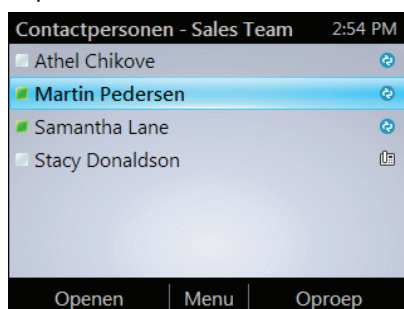 Contactpersonen - Sales Team 2:54 PM
Athel Chikove
Martin Pedersen
Samantha Lane
Stacy Donaldson
Openen Menu Oproep